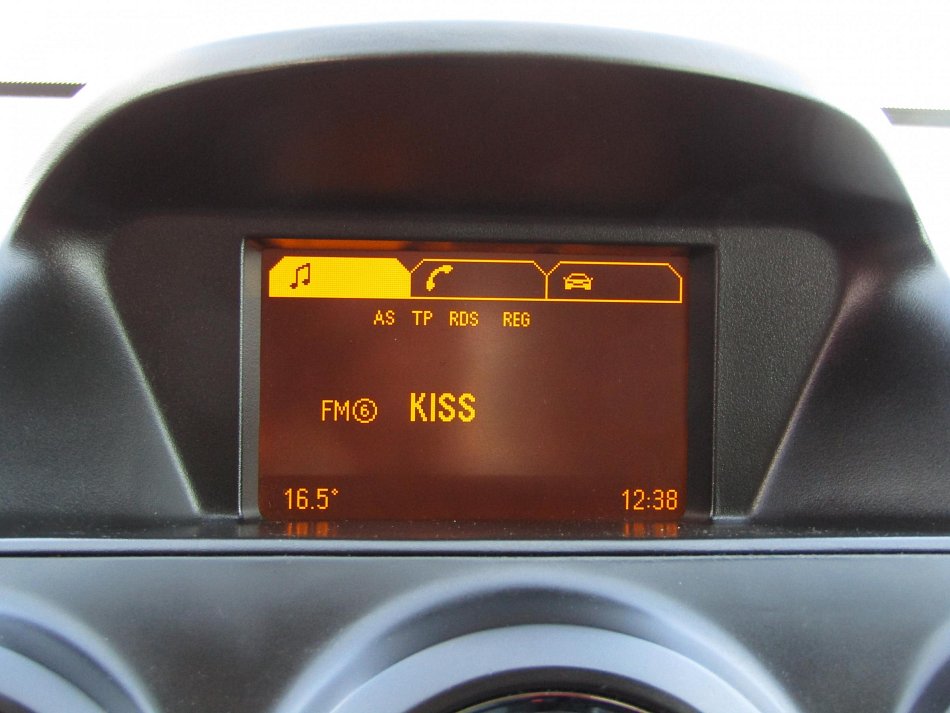 AS TP RDS REG
FM⑥ KISS
16.5° 12:38